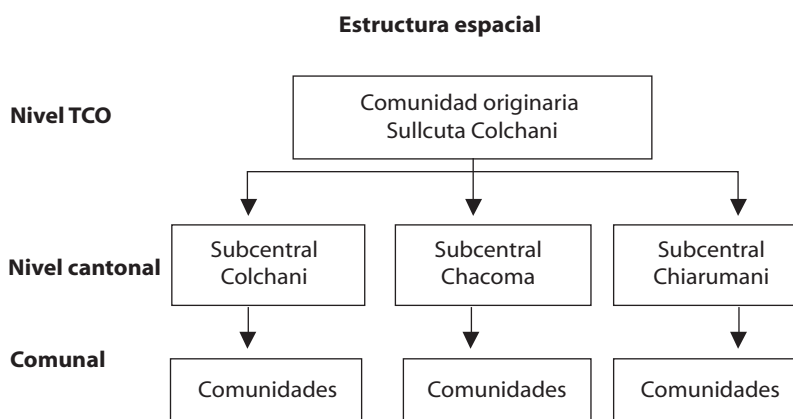 Estructura espacial
Nivel TCO
Comunidad originaria
Sullcuta Colchani
Nivel cantonal
Subcentral
Colchani
Subcentral
Chacoma
Subcentral
Chiarumani
Comunal
Comunidades
Comunidades
Comunidades